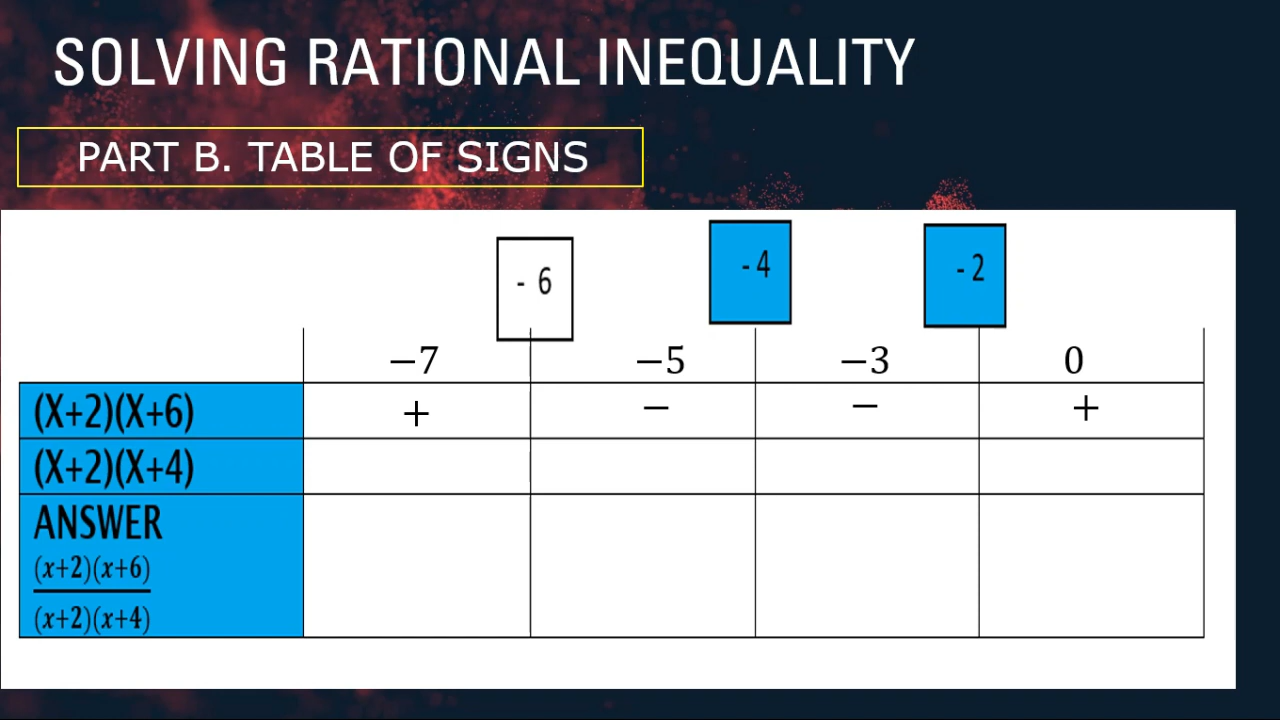 SOLVING RATIONAL INEQUALITY
PART B. TABLE OF SIGNS
- 6 - 4 - 2
−7 −5 −3 0
(X+2)(X+6) + − − +
(X+2)(X+4)
ANSWER
(x+2)(x+6)
(x+2)(x+4)